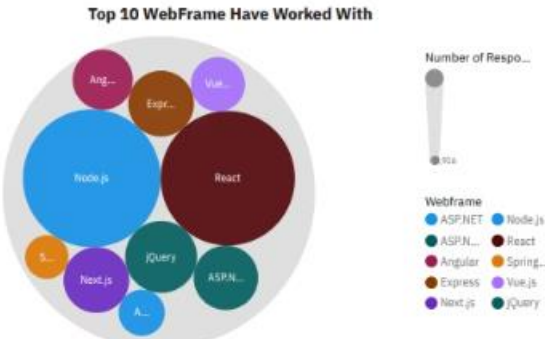 Top 10 WebFrame Have Worked With
Ang...
Vue...
Expr...
Node.js
React
S...
Next.js
jQuery
ASP.N...
A...
Number of Respo...
Webframe
ASP.NET
Node.js
ASP.N...
React
Angular
Spring...
Express
Vue.js
Next.js
jQuery